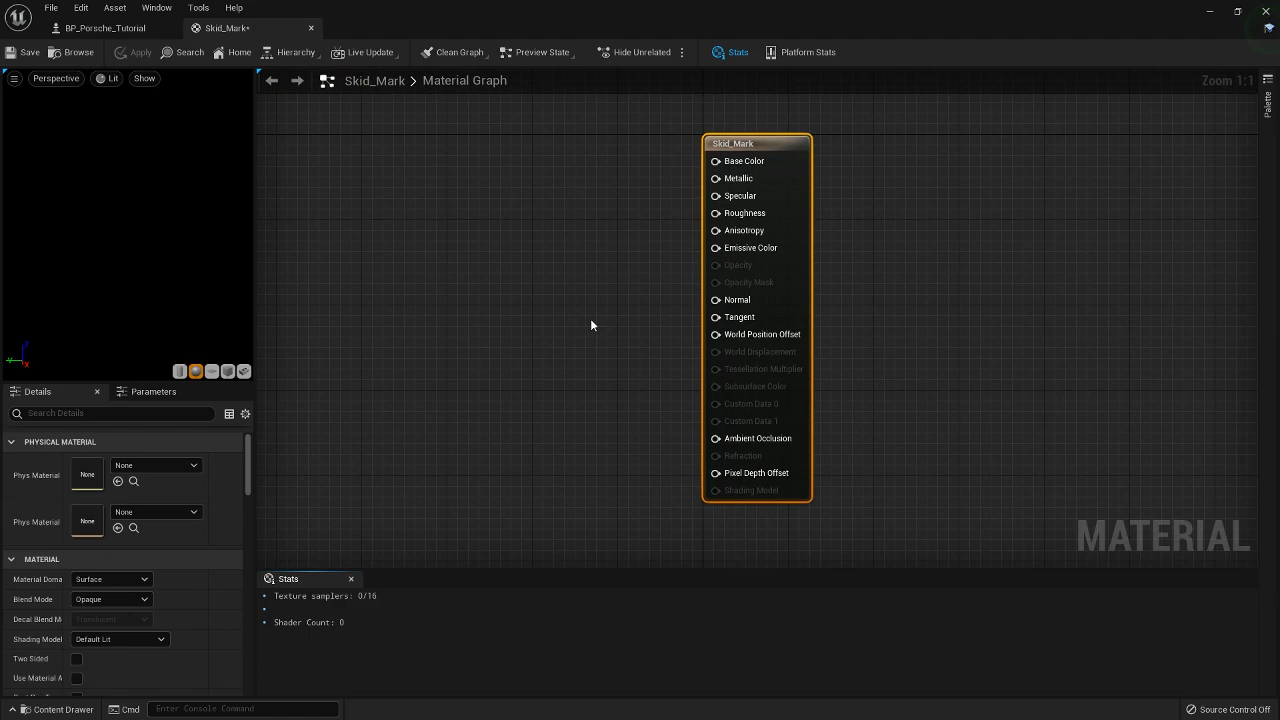 File Edit Asset Window Tools Help
BP_Porsche_Tutorial Skid_Mark*
Save Browse Apply Search Home Hierarchy Live Update Clean Graph Preview State Hide Unrelated Stats Platform Stats
Perspective Lit Show
Skid_Mark > Material Graph
Zoom 1:1
Palette
Skid_Mark
Base Color
Metallic
Specular
Roughness
Anisotropy
Emissive Color
Opacity
Opacity Mask
Normal
Tangent
World Position Offset
World Displacement
Tessellation Multiplier
Subsurface Color
Custom Data 0
Custom Data 1
Ambient Occlusion
Refraction
Pixel Depth Offset
Shading Model
MATERIAL
Details Parameters
Search Details
PHYSICAL MATERIAL
Phys Material None None
Phys Material None None
MATERIAL
Material Doma Surface
Blend Mode Opaque
Decal Blend M Translucent
Shading Model Default Lit
Two Sided
Use Material A
Stats
Texture samplers: 0/16
Shader Count: 0
Content Drawer Cmd Enter Console Command Source Control Off